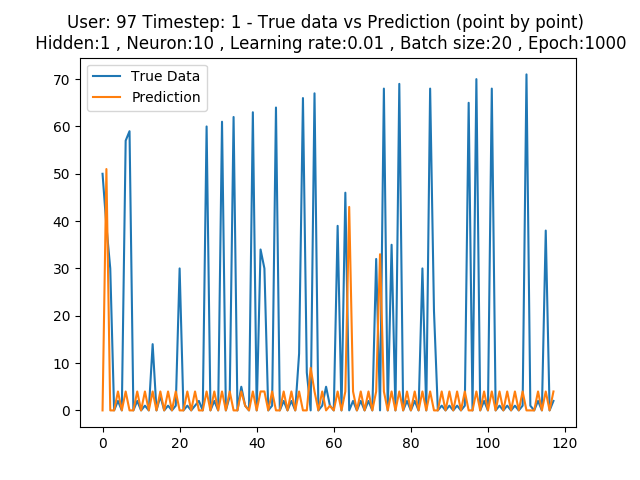 User: 97 Timestep: 1 - True data vs Prediction (point by point)
Hidden:1 , Neuron:10 , Learning rate:0.01 , Batch size:20 , Epoch:1000
True Data
Prediction
70
60
50
40
30
20
10
0
0 20 40 60 80 100 120